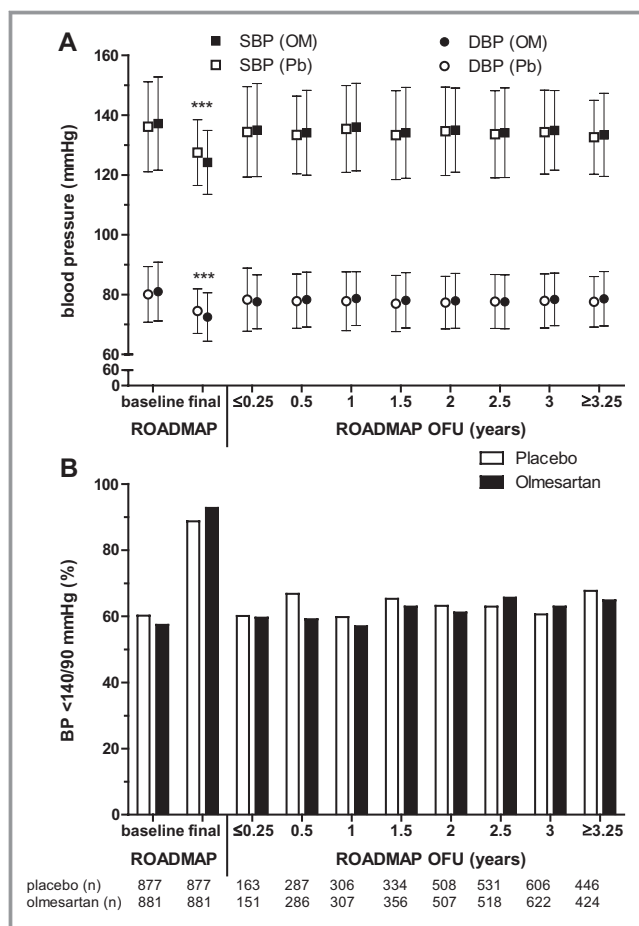 A
SBP (OM) DBP (OM)
SBP (Pb) DBP (Pb)
blood pressure (mmHg)
160
140
120
100
80
60
60
0
*** 
***
baseline final ≤0.25 0.5 1 1.5 2 2.5 3 ≥3.25
ROADMAP ROADMAP OFU (years)
B
Placebo
Olmesartan
BP <140/90 mmHg (%)
100
80
60
40
20
0
baseline final ≤0.25 0.5 1 1.5 2 2.5 3 ≥3.25
ROADMAP ROADMAP OFU (years)
placebo (n) 877 877 163 287 306 334 508 531 606 446
olmesartan (n) 881 881 151 286 307 356 507 518 622 424